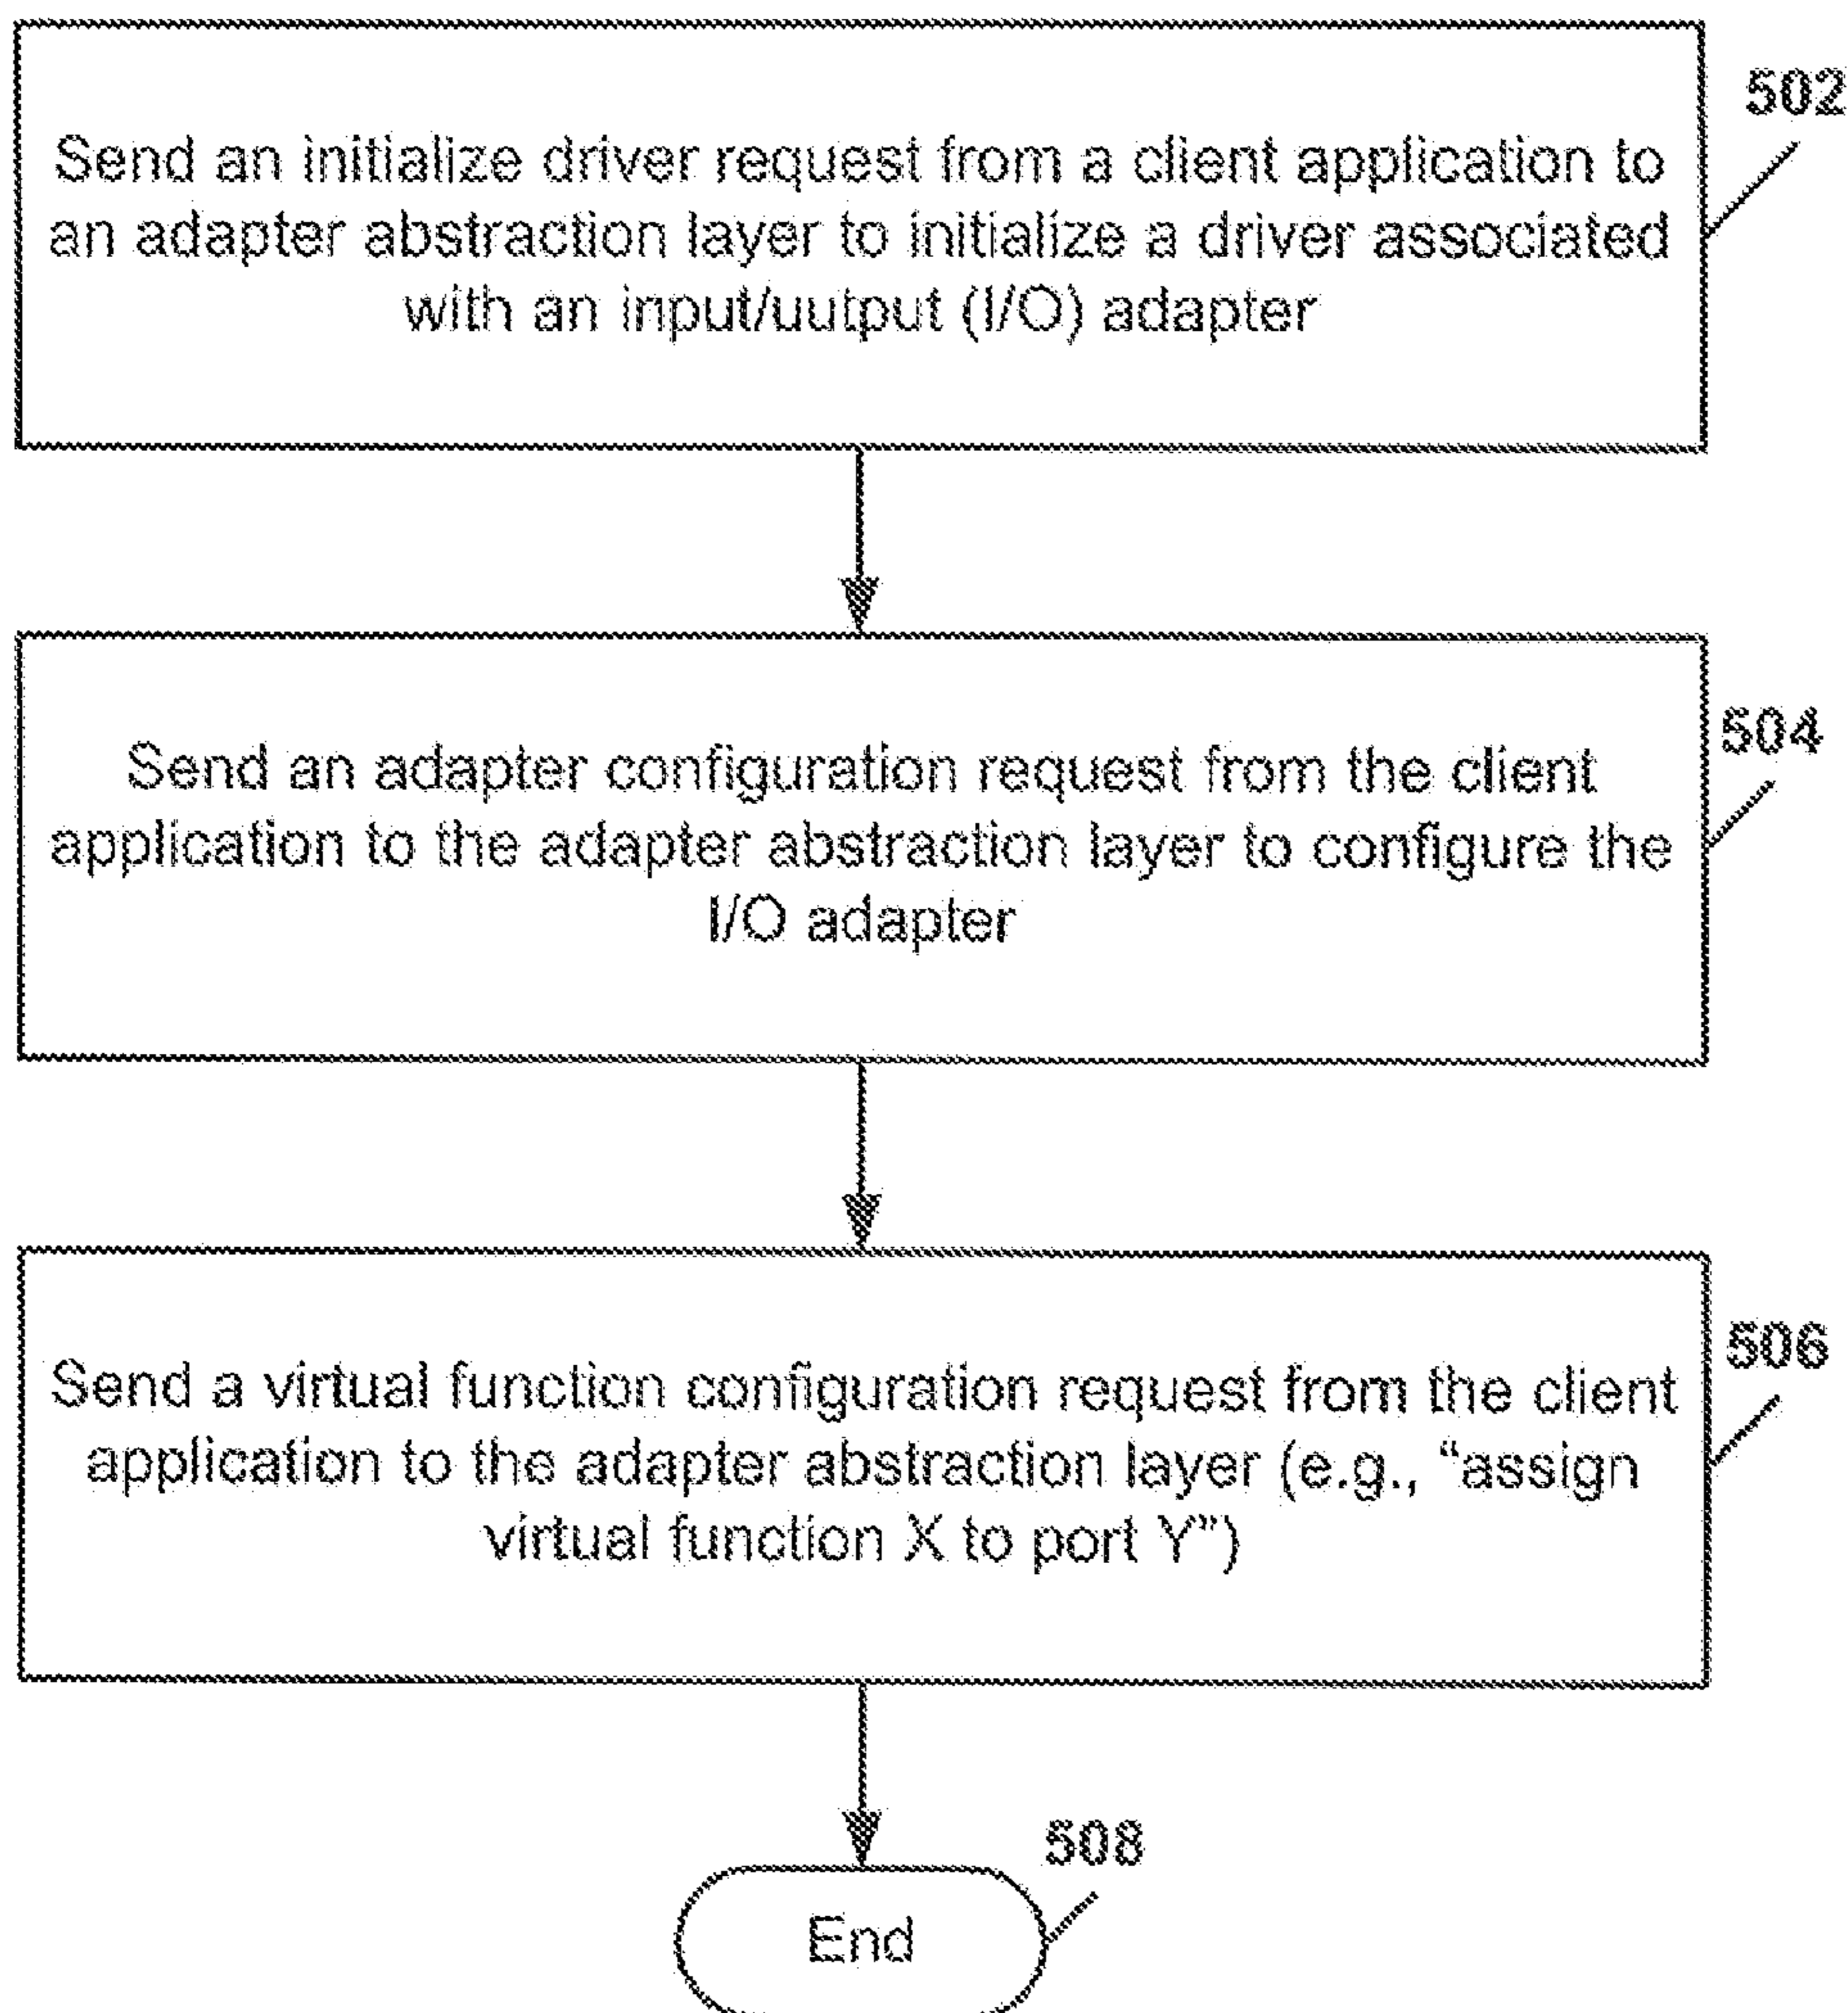 502
Send an initialize driver request from a client application to
an adapter abstraction layer to initialize a driver associated
with an input/uutput (I/O) adapter
504
Send an adapter configuration request from the client
application to the adapter abstraction layer to configure the
I/O adapter
506
Send a virtual function configuration request from the client
application to the adapter abstraction layer (e.g., “assign
virtual function X to port Y”)
508
End